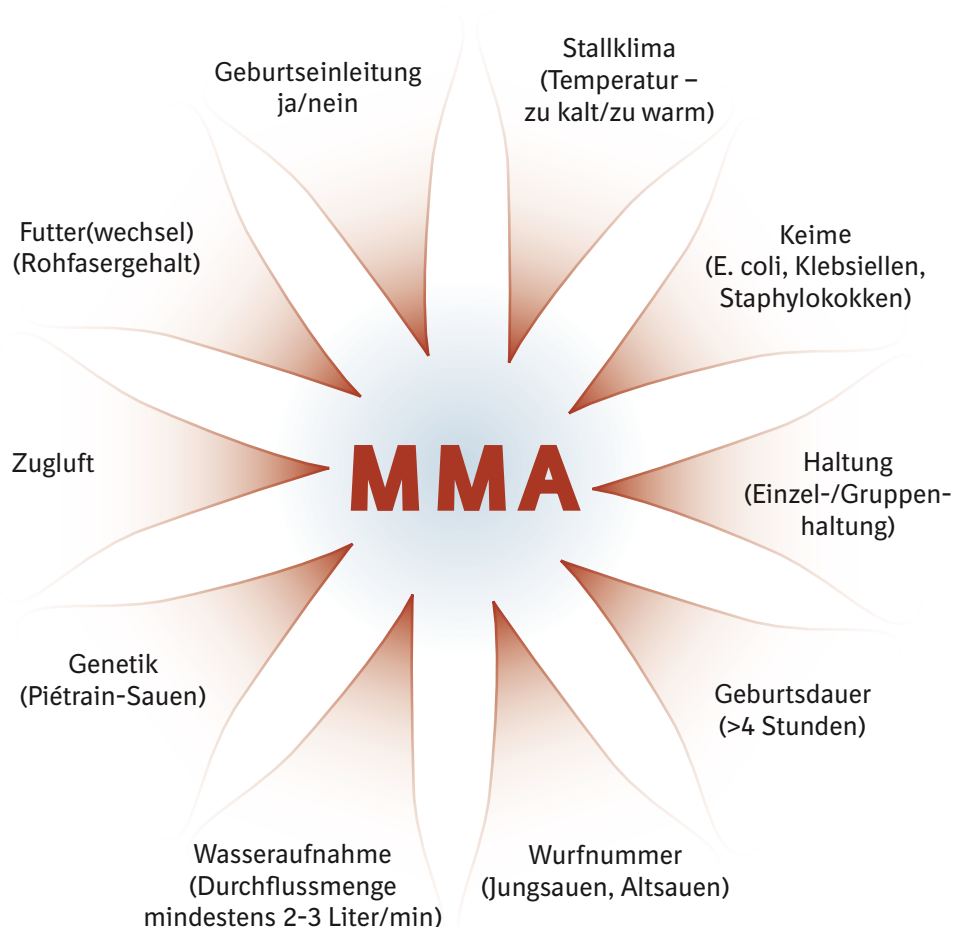 Geburtseinleitung
ja/nein
Stallklima
(Temperatur –
zu kalt/zu warm)
Futter(wechsel)
(Rohfasergehalt)
Keime
(E. coli, Klebsiellen,
Staphylokokken)
Zugluft
MMA
Haltung
(Einzel-/Gruppen-
haltung)
Genetik
(Piétrain-Sauen)
Geburtsdauer
(>4 Stunden)
Wasseraufnahme
(Durchflussmenge
mindestens 2-3 Liter/min)
Wurfnummer
(Jungsauen, Altsauen)